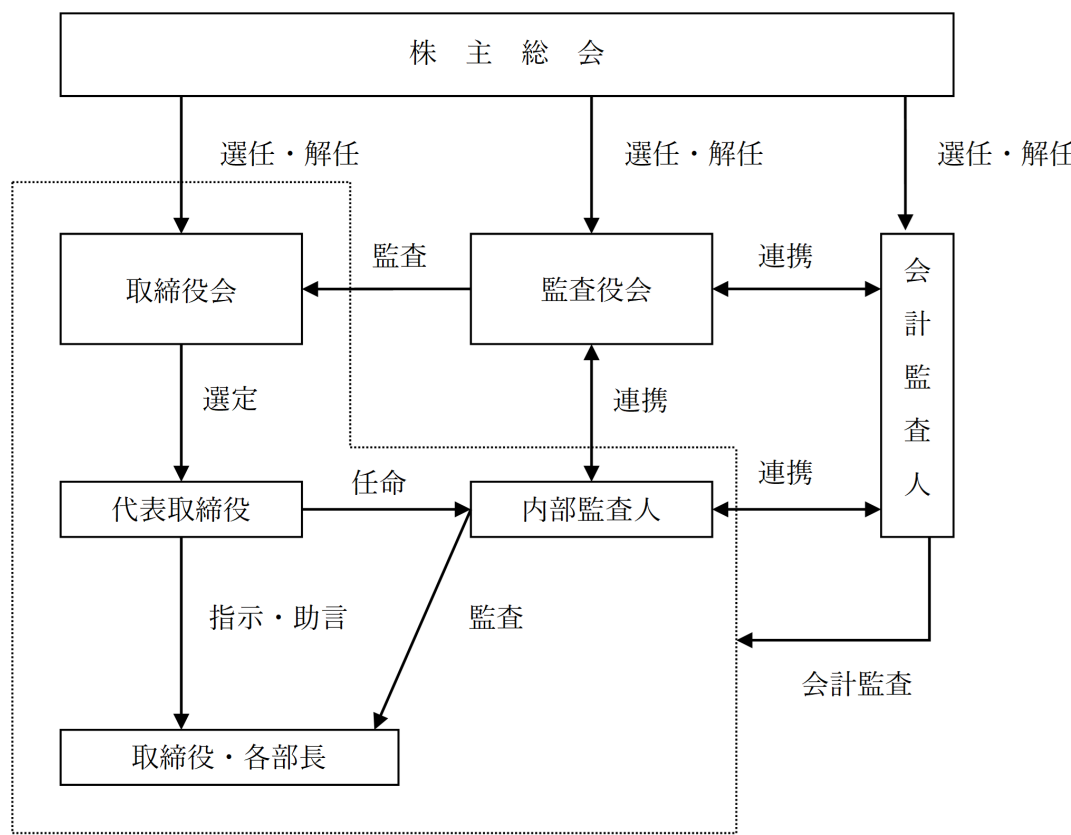 株主総会
選任・解任
選任・解任
選任・解任
取締役会
監査
監査役会
連携
会計監査人
選定
連携
代表取締役
任命
内部監査人
連携
指示・助言
監査
会計監査
取締役・各部長